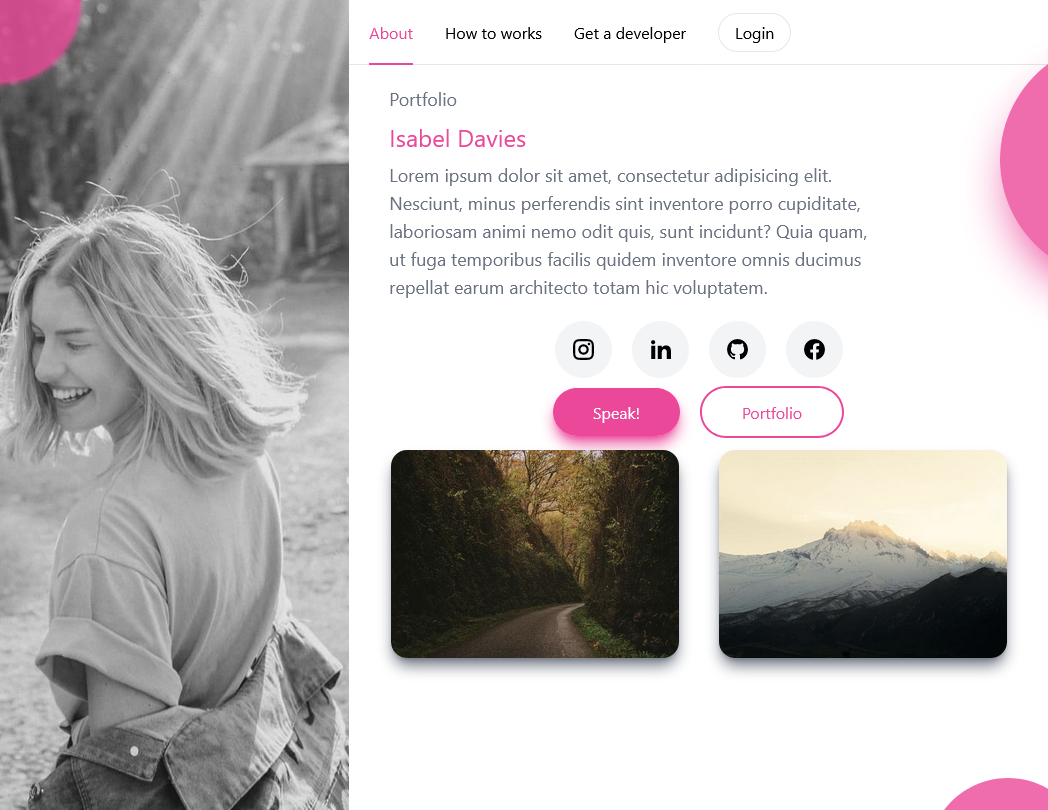 About
How to works
Get a developer
Login
Portfolio
Isabel Davies
Lorem ipsum dolor sit amet, consectetur adipisicing elit.
Nesciunt, minus perferendis sint inventore porro cupiditate,
laboriosam animi nemo odit quis, sunt incidunt? Quia quam,
ut fuga temporibus facilis quidem inventore omnis ducimus
repellat earum architecto totam hic voluptatem.
in
Speak!
Portfolio